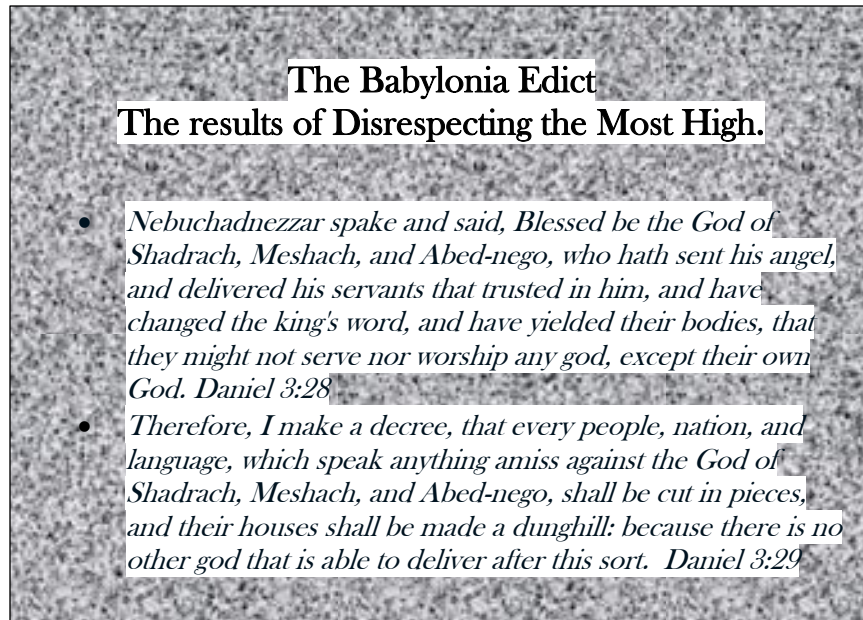 The Babylonia Edict
The results of Disrespecting the Most High.
• Nebuchadnezzar spake and said, Blessed be the God of
Shadrach, Meshach, and Abed-nego, who hath sent his angel,
and delivered his servants that trusted in him, and have
changed the king's word, and have yielded their bodies, that
they might not serve nor worship any god, except their own
God. Daniel 3:28
• Therefore, I make a decree, that every people, nation, and
language, which speak anything amiss against the God of
Shadrach, Meshach, and Abed-nego, shall be cut in pieces,
and their houses shall be made a dunghill: because there is no
other god that is able to deliver after this sort.  Daniel 3:29